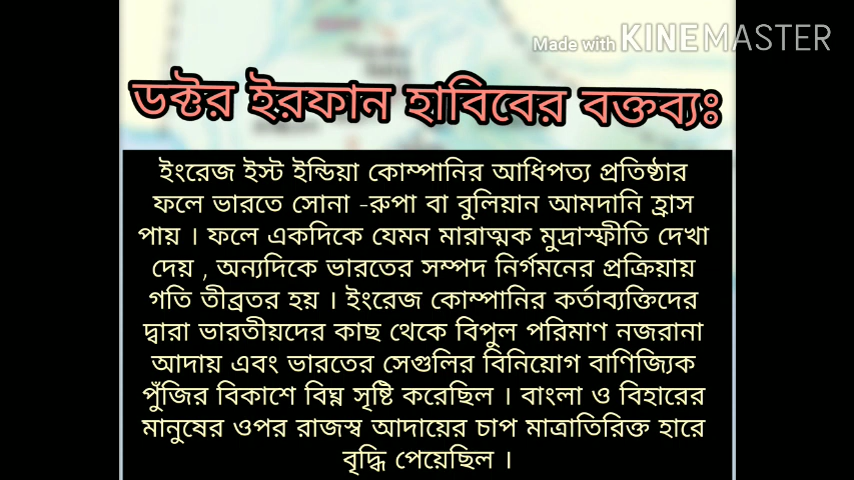 Made with KINEMASTER
ডক্টর ইরফান হাবিবের বক্তব্যঃ
ইংরেজ ইস্ট ইন্ডিয়া কোম্পানির আধিপত্য প্রতিষ্ঠার
ফলে ভারতে সোনা -রুপা বা বুলিয়ান আমদানি হ্রাস
পায় । ফলে একদিকে যেমন মারাত্মক মুদ্রাস্ফীতি দেখা
দেয় , অন্যদিকে ভারতের সম্পদ নির্গমনের প্রক্রিয়ায়
গতি তীব্রতর হয় । ইংরেজ কোম্পানির কর্তাব্যক্তিদের
দ্বারা ভারতীয়দের কাছ থেকে বিপুল পরিমাণ নজরানা
আদায় এবং ভারতের সেগুলির বিনিয়োগ বাণিজ্যিক
পুঁজির বিকাশে বিঘ্ন সৃষ্টি করেছিল । বাংলা ও বিহারের
মানুষের ওপর রাজস্ব আদায়ের চাপ মাত্রাতিরিক্ত হারে
বৃদ্ধি পেয়েছিল ।